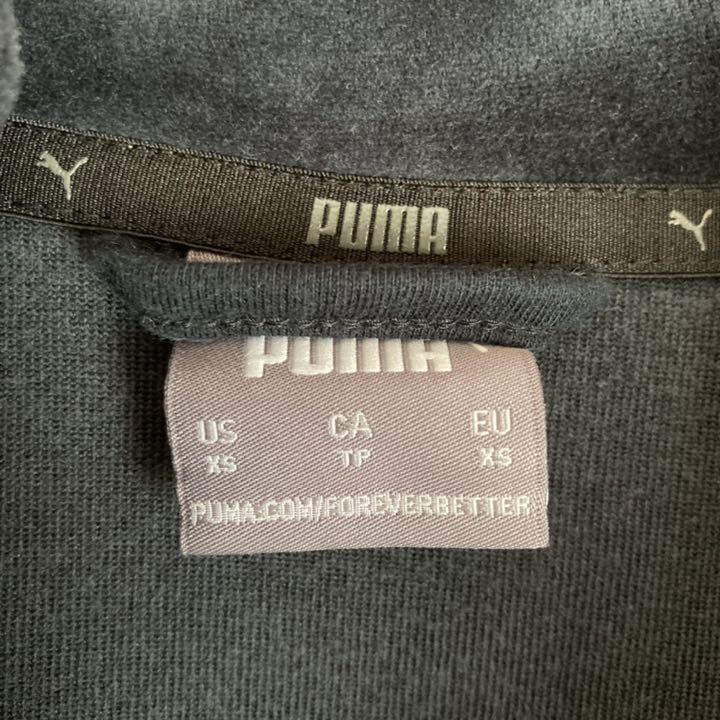 PUMA
PUMA
US CA EU
XS TP XS
PUMA.COM/FOREVERBETTER